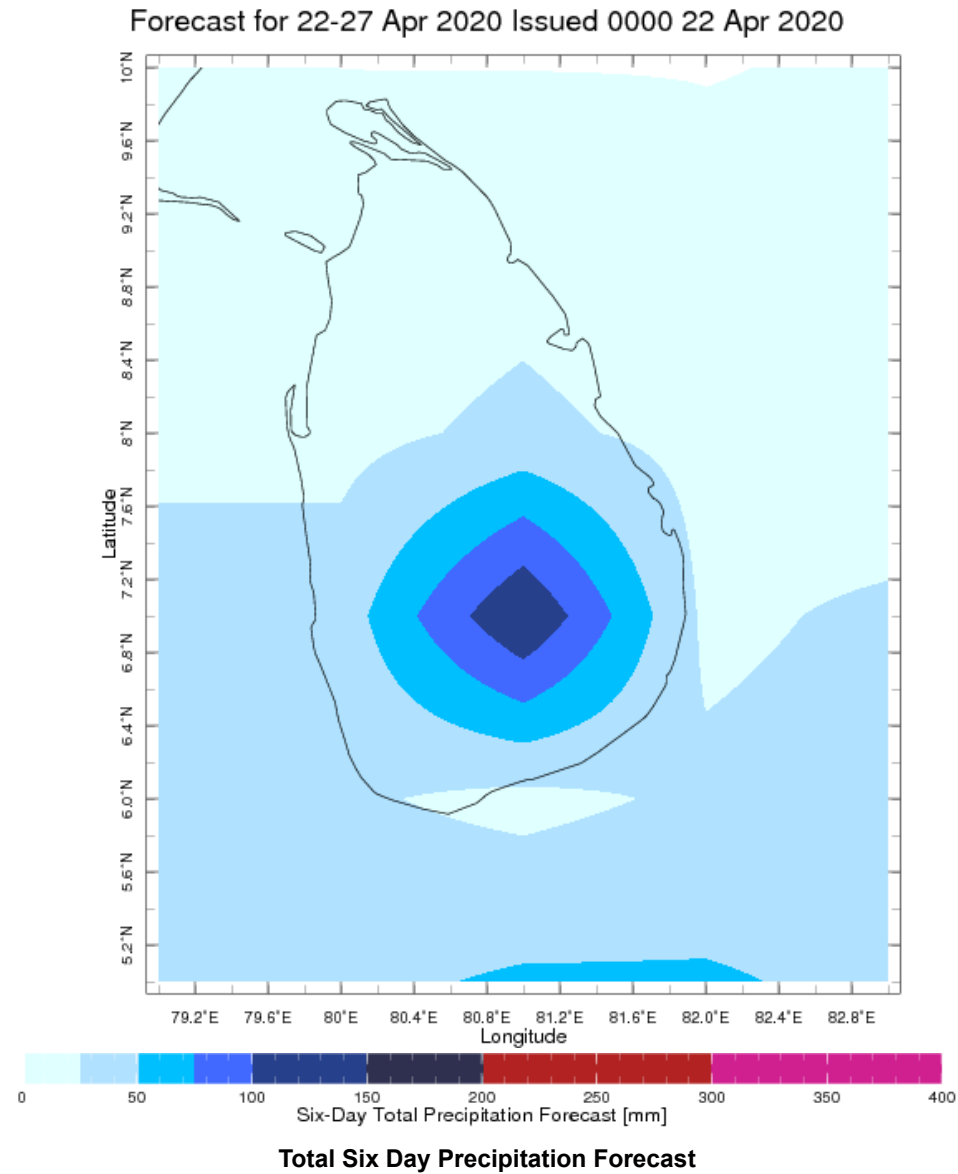 Forecast for 22-27 Apr 2020 Issued 0000 22 Apr 2020
10°N
9.6°N
9.2°N
8.8°N
8.4°N
8°N
7.6°N
7.2°N
6.8°N
6.4°N
6.0°N
5.6°N
5.2°N
Latitude
79.2°E 79.6°E 80°E 80.4°E 80.8°E 81.2°E 81.6°E 82.0°E 82.4°E 82.8°E
Longitude
0 50 100 150 200 250 300 350 400
Six-Day Total Precipitation Forecast [mm]
Total Six Day Precipitation Forecast